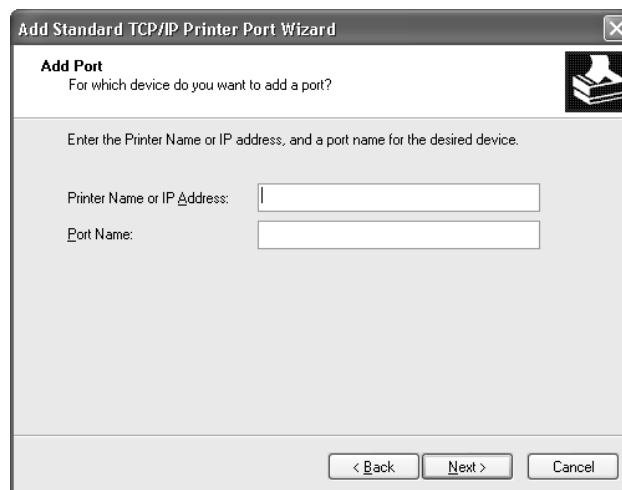 Add Standard TCP/IP Printer Port Wizard
Add Port
For which device do you want to add a port?
Enter the Printer Name or IP address, and a port name for the desired device.
Printer Name or IP Address:
Port Name:
< Back
Next >
Cancel